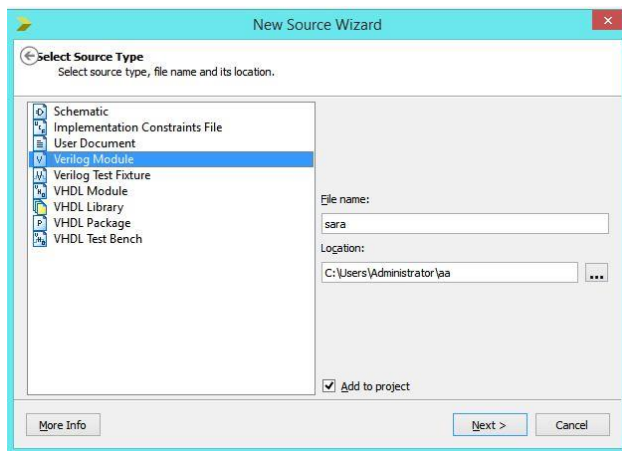 New Source Wizard
Select Source Type
Select source type, file name and its location.
Schematic
Implementation Constraints File
User Document
Verilog Module
Verilog Test Fixture
VHDL Module
VHDL Library
VHDL Package
VHDL Test Bench
File name:
sara
Location:
C:\Users\Administrator\aa
...
Add to project
More Info
Next >
Cancel